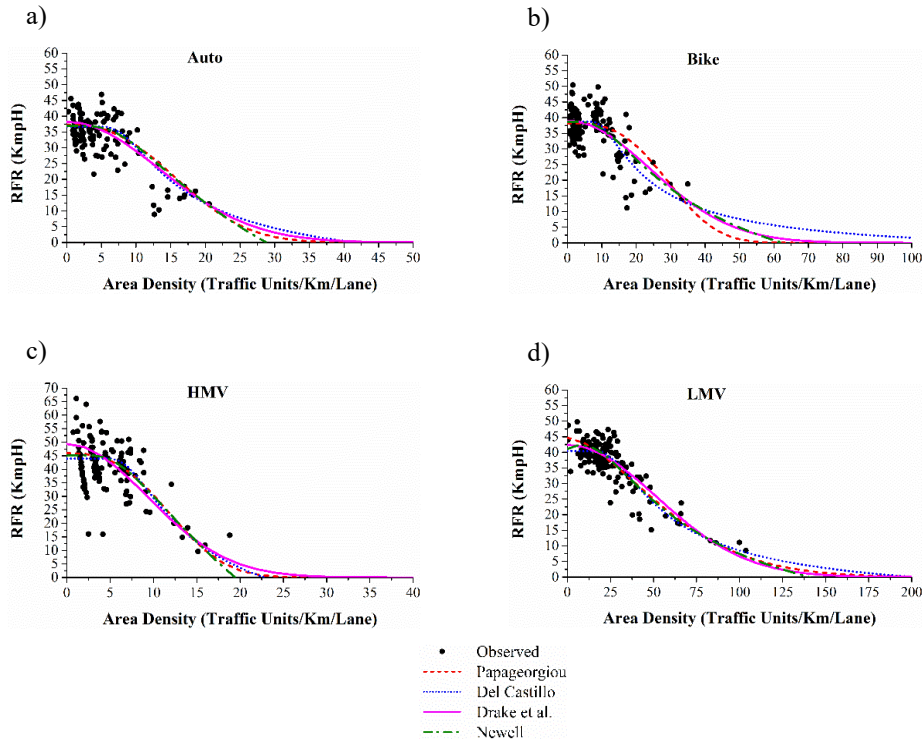 a)
Auto
60
55
50
45
40
35
30
25
20
15
10
5
0
RFR (KmpH)
0 5 10 15 20 25 30 35 40 45 50
Area Density (Traffic Units/Km/Lane)
b)
Bike
60
55
50
45
40
35
30
25
20
15
10
5
0
RFR (KmpH)
0 10 20 30 40 50 60 70 80 90 100
Area Density (Traffic Units/Km/Lane)
c)
HMV
70
65
60
55
50
45
40
35
30
25
20
15
10
5
0
RFR (KmpH)
0 5 10 15 20 25 30 35 40
Area Density (Traffic Units/Km/Lane)
d)
LMV
60
55
50
45
40
35
30
25
20
15
10
5
0
RFR (KmpH)
0 25 50 75 100 125 150 175 200
Area Density (Traffic Units/Km/Lane)
Observed
Papageorgiou
Del Castillo
Drake et al.
Newell